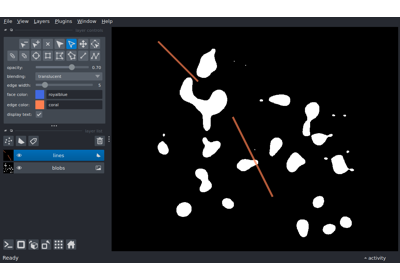 File View Layers Plugins Window Help
opacity: 0.70
blending: translucent
edge width: 5
face color: royalblue
edge color: coral
display text: ✓
lines
blobs
Ready
activity